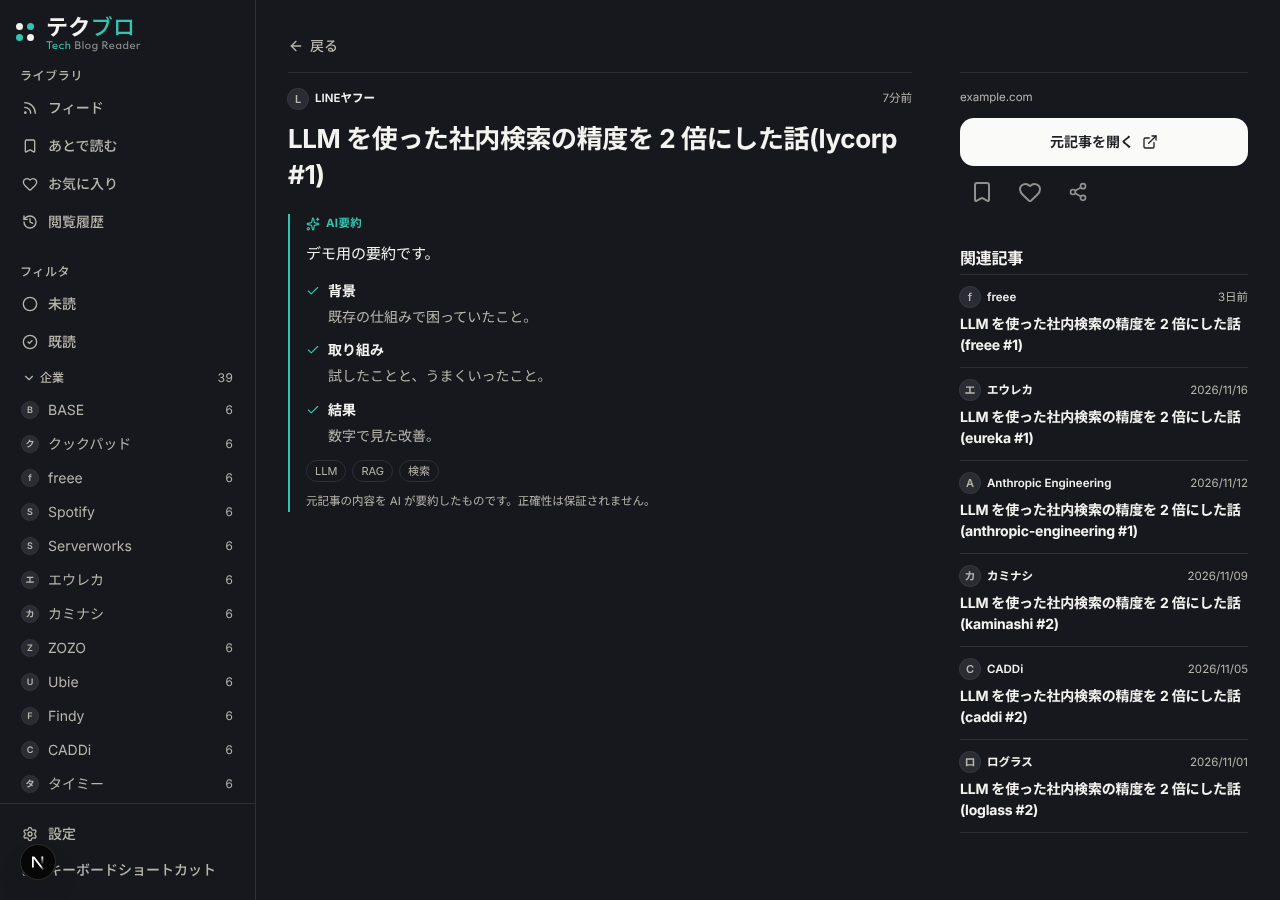 テクブロ
Tech Blog Reader
ライブラリ
フィード
あとで読む
お気に入り
閲覧履歴
フィルタ
未読
既読
企業 39
B BASE 6
ク クックパッド 6
f freee 6
S Spotify 6
S Serverworks 6
エ エウレカ 6
カ カミナシ 6
Z ZOZO 6
U Ubie 6
F Findy 6
C CADDi 6
タ タイミー 6
設定
N キーボードショートカット
戻る
L LINEヤフー 7分前
LLM を使った社内検索の精度を 2 倍にした話(lycorp
#1)
AI要約
デモ用の要約です。
背景
既存の仕組みで困っていたこと。
取り組み
試したことと、うまくいったこと。
結果
数字で見た改善。
LLM RAG 検索
元記事の内容を AI が要約したものです。正確性は保証されません。
example.com
元記事を開く
関連記事
f freee 3日前
LLM を使った社内検索の精度を 2 倍にした話
(freee #1)
エ エウレカ 2026/11/16
LLM を使った社内検索の精度を 2 倍にした話
(eureka #1)
A Anthropic Engineering 2026/11/12
LLM を使った社内検索の精度を 2 倍にした話
(anthropic-engineering #1)
カ カミナシ 2026/11/09
LLM を使った社内検索の精度を 2 倍にした話
(kaminashi #2)
C CADDi 2026/11/05
LLM を使った社内検索の精度を 2 倍にした話
(caddi #2)
ロ ログラス 2026/11/01
LLM を使った社内検索の精度を 2 倍にした話
(loglass #2)